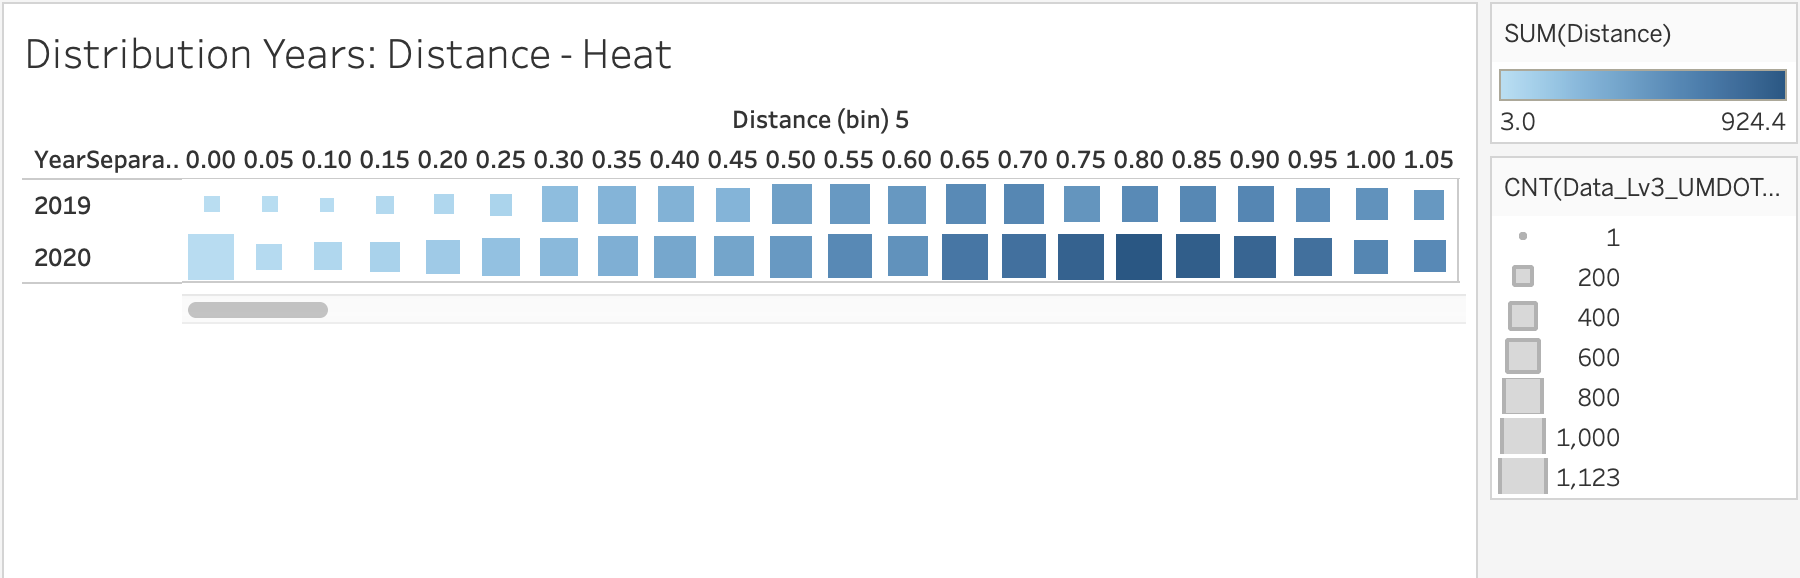 Distribution Years: Distance - Heat
Distance (bin) 5
YearSepara.. 0.00 0.05 0.10 0.15 0.20 0.25 0.30 0.35 0.40 0.45 0.50 0.55 0.60 0.65 0.70 0.75 0.80 0.85 0.90 0.95 1.00 1.05
2019
2020
SUM(Distance)
3.0 924.4
CNT(Data_Lv3_UMDOT...
1
200
400
600
800
1,000
1,123